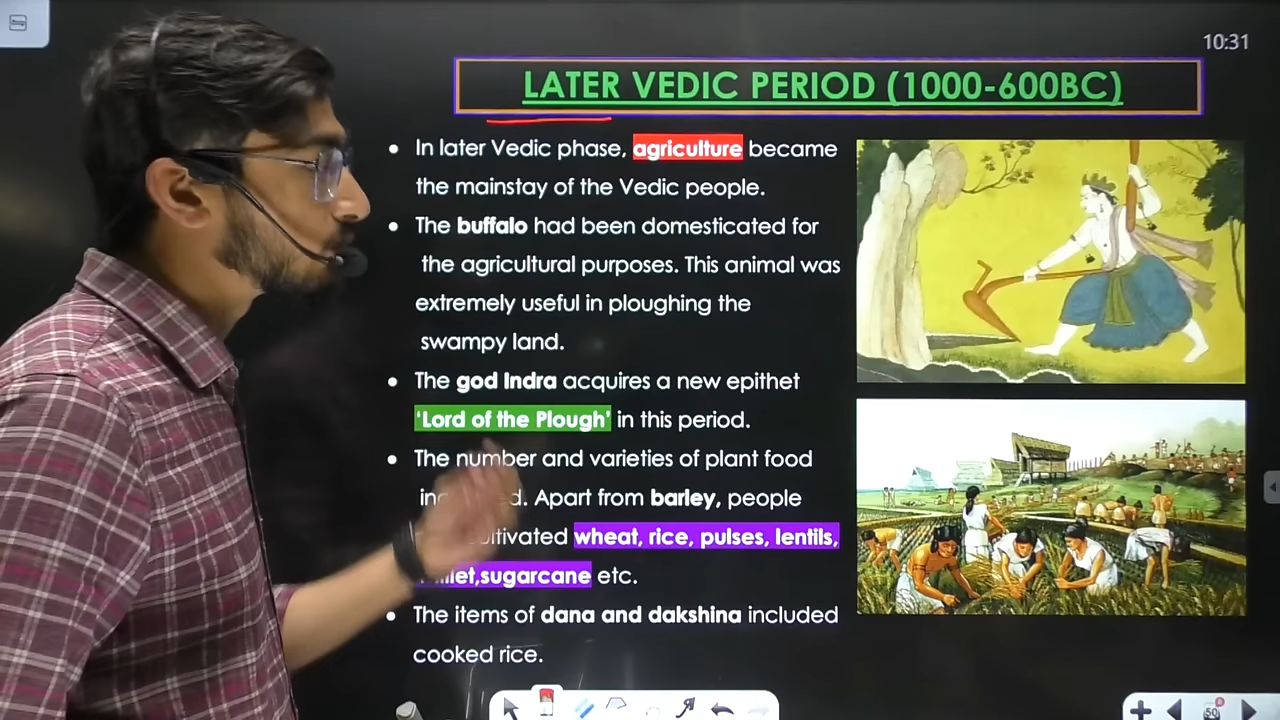 10:31
LATER VEDIC PERIOD (1000-600BC)
• In later Vedic phase, agriculture became
the mainstay of the Vedic people.
• The buffalo had been domesticated for
the agricultural purposes. This animal was
extremely useful in ploughing the
swampy land.
• The god Indra acquires a new epithet
'Lord of the Plough' in this period.
• The number and varieties of plant food
Apart from barley, people
wheat, rice, pulses, lentils,
sugarcane etc.
• The items of dana and dakshina included
cooked rice.
50